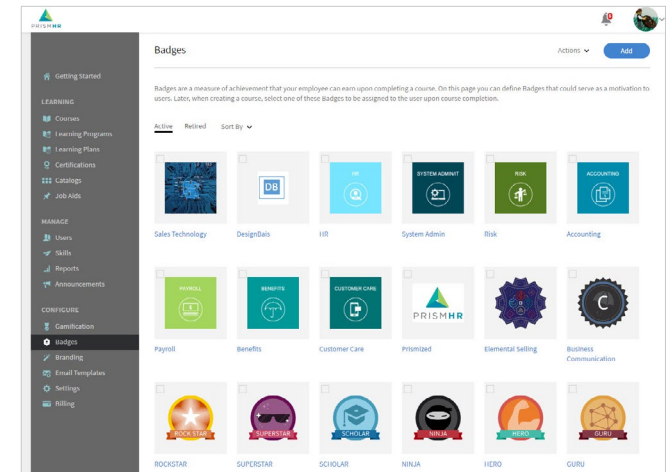 PRISMHR
Badges
Actions
Add
Getting Started
Badges are a measure of achievement that your employee can earn upon completing a course. On this page you can define Badges that could serve as a motivation to
users. Later, when creating a course, select one of these Badges to be assigned to the user upon course completion.
LEARNING
Courses
Learning Programs
Learning Plans
Certifications
Catalogs
Job Aids
MANAGE
Users
Skills
Reports
Announcements
CONFIGURE
Gamification
Badges
Branding
Email Templates
Settings
Billing
Active Retired Sort By
DB
HR
SYSTEM ADMINIT
RISK
ACCOUNTING
Sales Technology
DesignBais
HR
System Admin
Risk
Accounting
PAYROLL
BENEFITS
CUSTOMER CARE
PRISMHR
C
Payroll
Benefits
Customer Care
Prismized
Elemental Selling
Business
Communication
ROCK STAR
SUPERSTAR
SCHOLAR
NINJA
HERO
GURU
ROCKSTAR
SUPERSTAR
SCHOLAR
NINJA
HERO
GURU